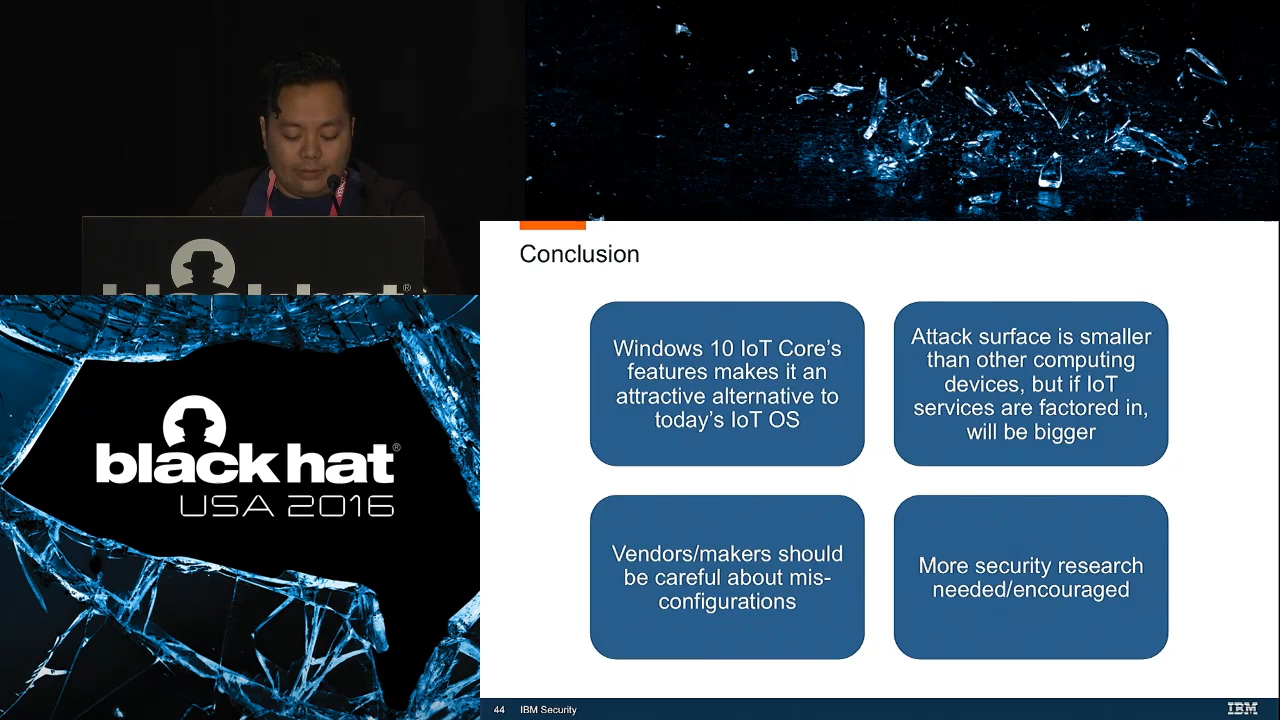 black hat®
black hat®
USA 2016
Conclusion
Windows 10 IoT Core’s
features makes it an
attractive alternative to
today’s IoT OS
Attack surface is smaller
than other computing
devices, but if IoT
services are factored in,
will be bigger
Vendors/makers should
be careful about mis-
configurations
More security research
needed/encouraged
44 IBM Security
IBM